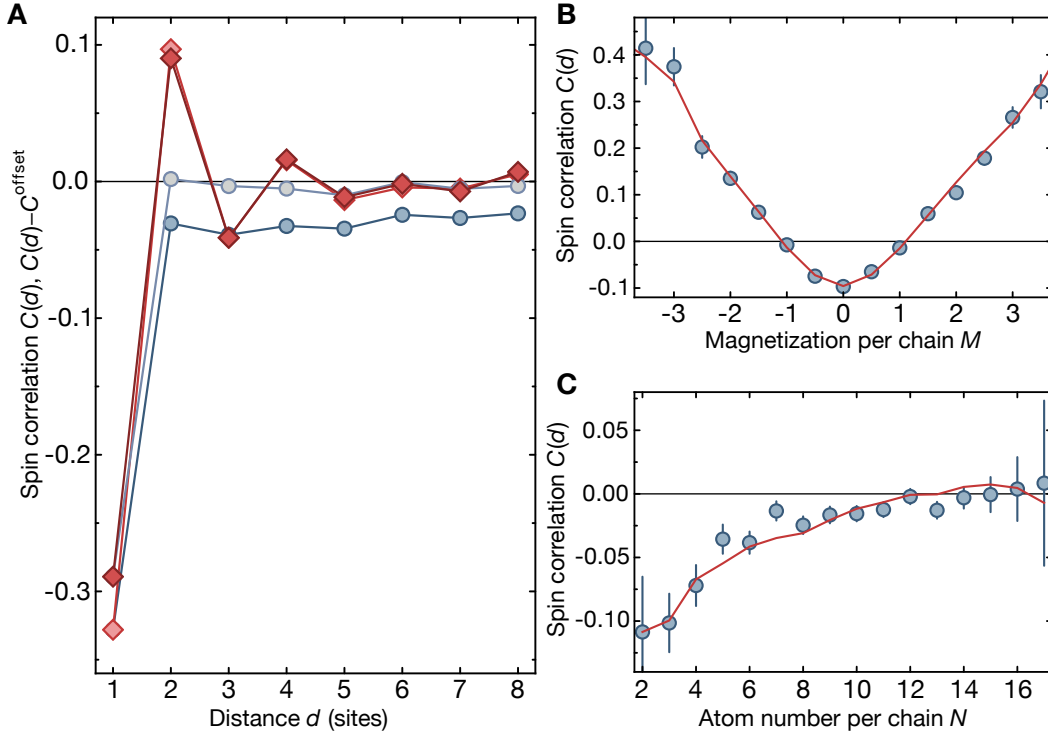 A
Spin correlation C(d), C(d)–C^offset
0.1
0.0
-0.1
-0.2
-0.3
1 2 3 4 5 6 7 8
Distance d (sites)
B
Spin correlation C(d)
0.4
0.3
0.2
0.1
0.0
-0.1
-3 -2 -1 0 1 2 3
Magnetization per chain M
C
Spin correlation C(d)
0.05
0.00
-0.05
-0.10
2 4 6 8 10 12 14 16
Atom number per chain N